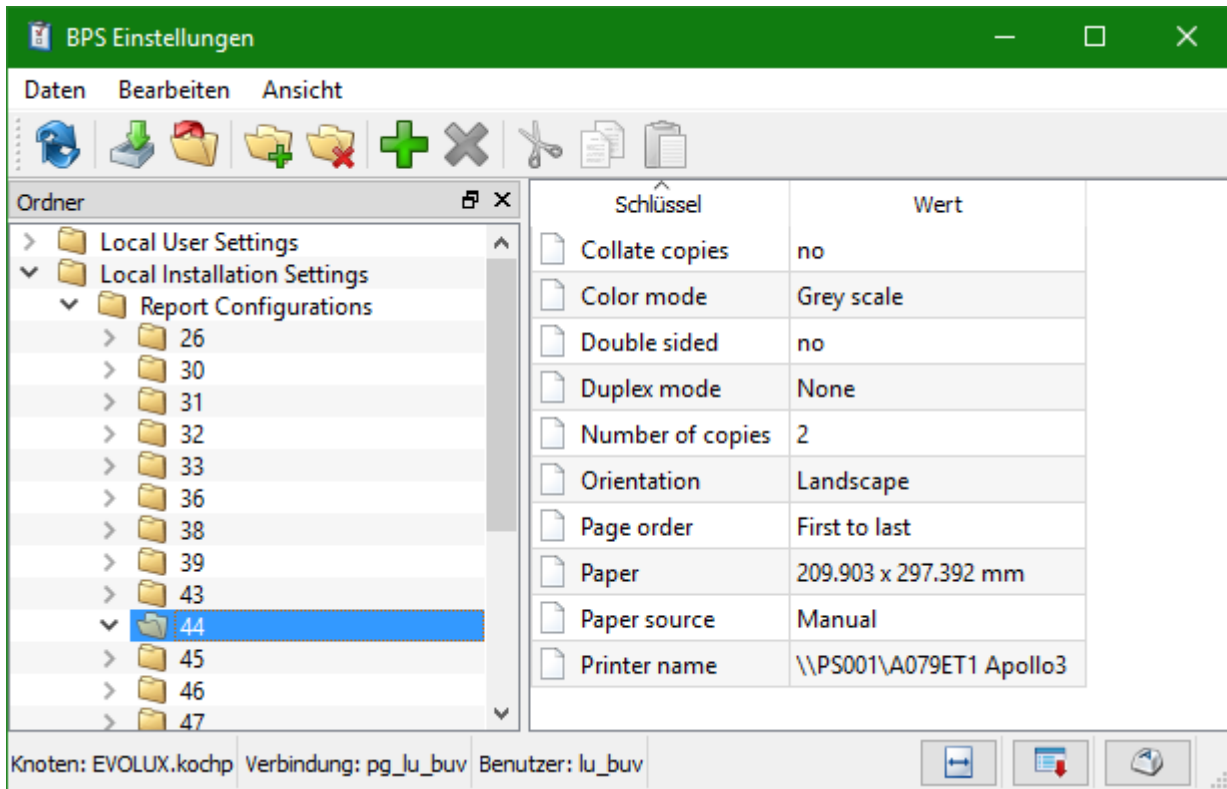 BPS Einstellungen
Daten Bearbeiten Ansicht
Ordner
Local User Settings
Local Installation Settings
Report Configurations
26
30
31
32
33
36
38
39
43
44
45
46
47
Schlüssel Wert
Collate copies no
Color mode Grey scale
Double sided no
Duplex mode None
Number of copies 2
Orientation Landscape
Page order First to last
Paper 209.903 x 297.392 mm
Paper source Manual
Printer name \\PS001\A079ET1 Apollo3
Knoten: EVOLUX.kochp Verbindung: pg_lu_buv Benutzer: lu_buv